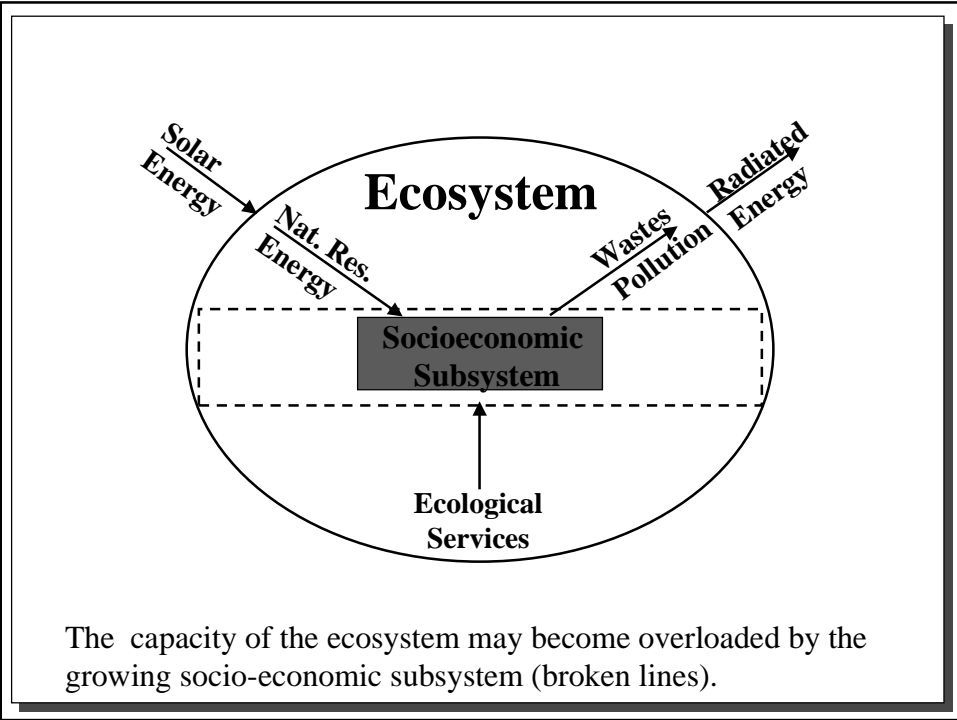 Solar
Energy
Ecosystem
Radiated
Energy
Nat. Res.
Energy
Wastes
Pollution
Socioeconomic
Subsystem
Ecological
Services
The capacity of the ecosystem may become overloaded by the
growing socio-economic subsystem (broken lines).